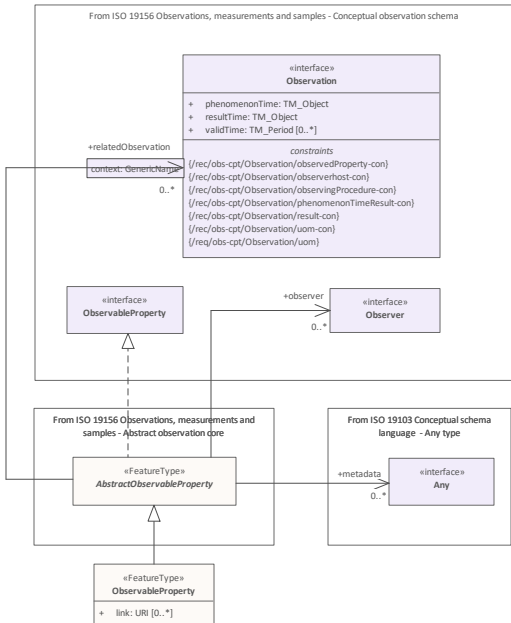 From ISO 19156 Observations, measurements and samples - Conceptual observation schema
«interface»
Observation
+ phenomenonTime: TM_Object
+ resultTime: TM_Object
+ validTime: TM_Period [0..*]
constraints
{/rec/obs-cpt/Observation/observedProperty-con}
{/rec/obs-cpt/Observation/observerhost-con}
{/rec/obs-cpt/Observation/observingProcedure-con}
{/rec/obs-cpt/Observation/phenomenonTimeResult-con}
{/rec/obs-cpt/Observation/result-con}
{/rec/obs-cpt/Observation/uom-con}
{/req/obs-cpt/Observation/uom}
+relatedObservation
context: GenericName
0..*
«interface»
ObservableProperty
+observer
0..*
«interface»
Observer
From ISO 19156 Observations, measurements and
samples - Abstract observation core
From ISO 19103 Conceptual schema
language - Any type
«FeatureType»
AbstractObservableProperty
+metadata
0..*
«interface»
Any
«FeatureType»
ObservableProperty
+ link: URI [0..*]